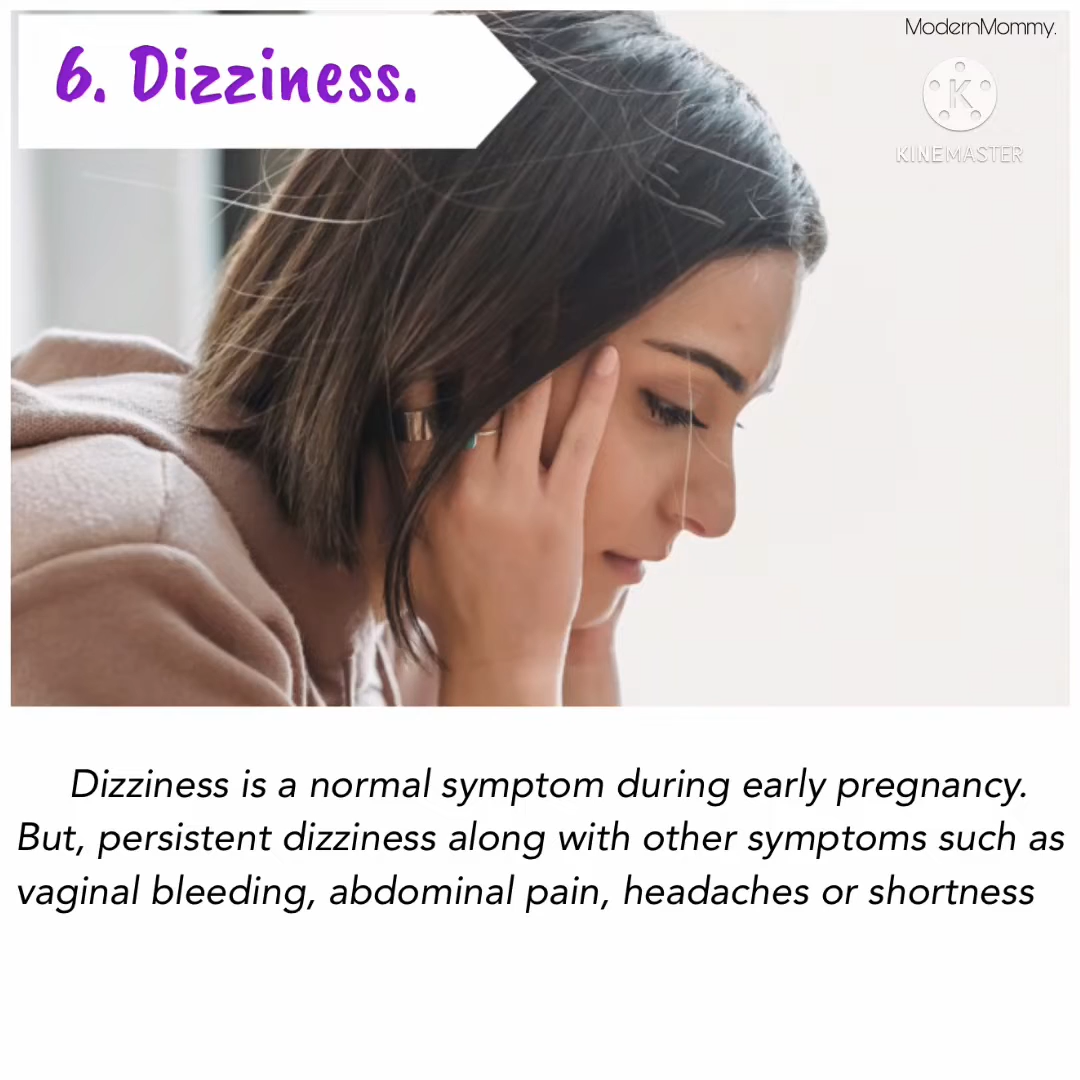 ModernMommy.
6. Dizziness.
K
KINEMASTER
Dizziness is a normal symptom during early pregnancy.
But, persistent dizziness along with other symptoms such as
vaginal bleeding, abdominal pain, headaches or shortness